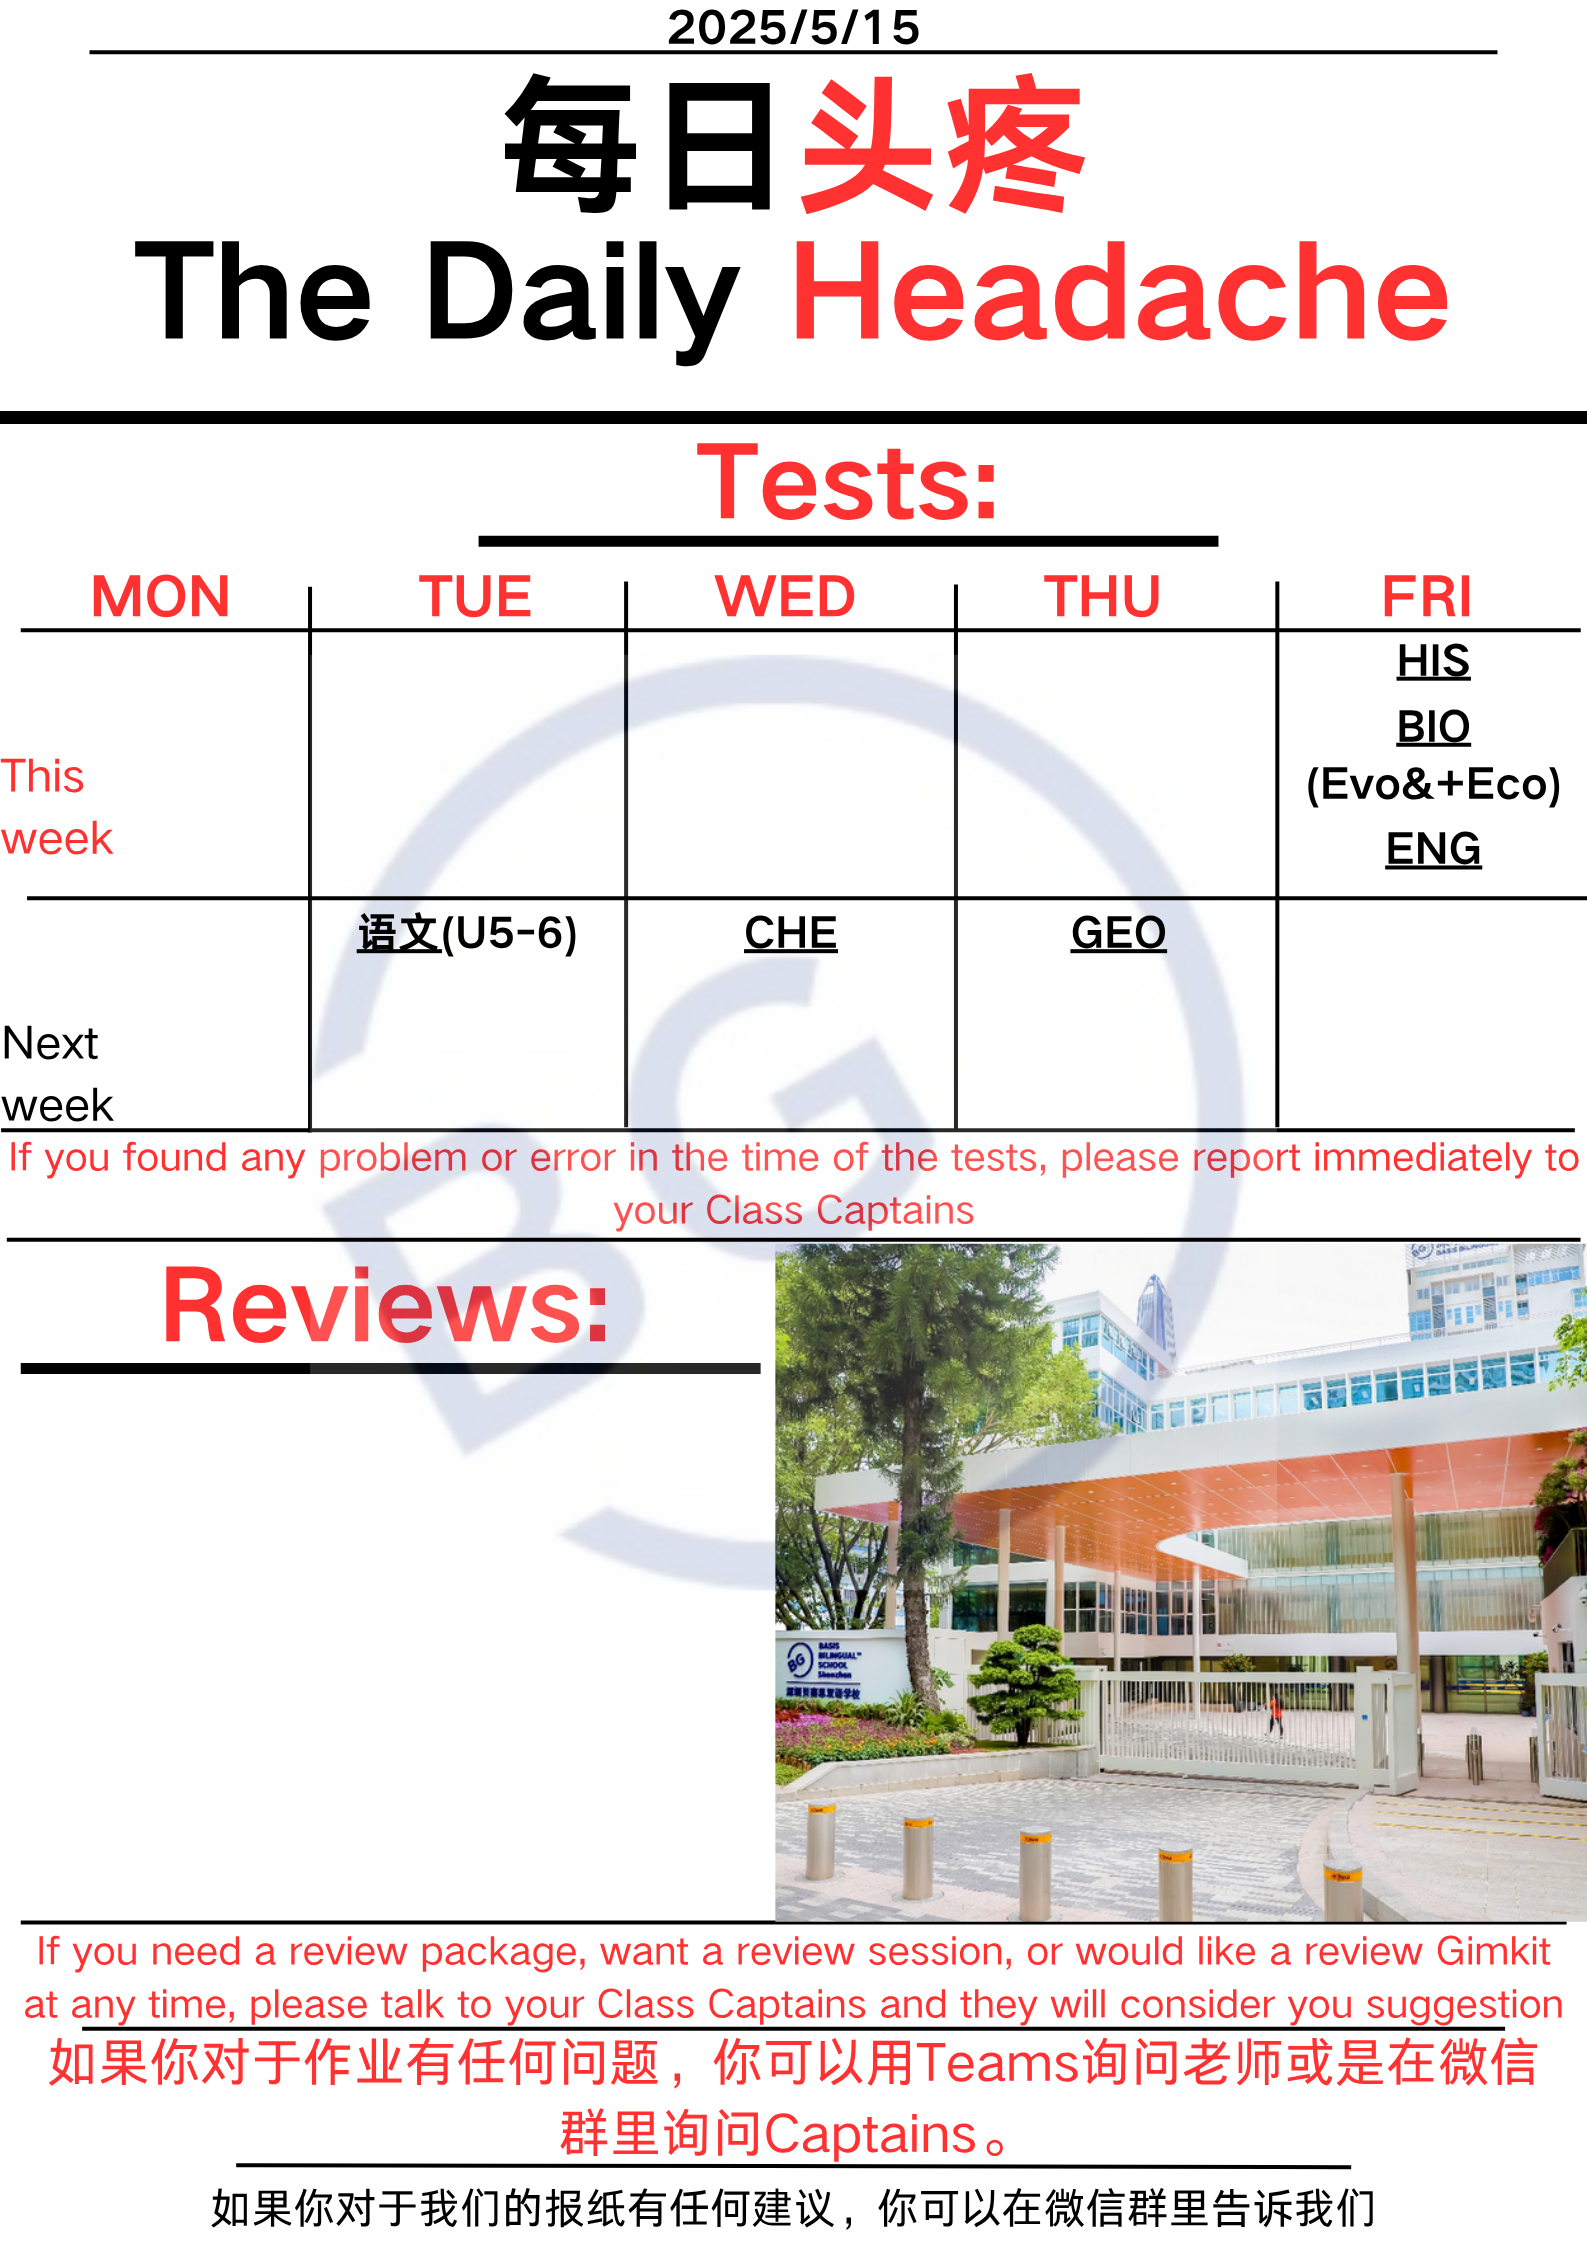 2025/5/15
每日头疼
The Daily Headache
Tests:
MON TUE WED THU FRI
This
week
HIS
BIO
(Evo&+Eco)
ENG
语文(U5-6) CHE GEO
Next
week
If you found any problem or error in the time of the tests, please report immediately to
your Class Captains
BG
Reviews:
BASIS BILINGUAL
BG
BASIS
BILINGUAL™
SCHOOL
Shenzhen
深圳贝赛思双语学校
If you need a review package, want a review session, or would like a review Gimkit
at any time, please talk to your Class Captains and they will consider you suggestion
如果你对于作业有任何问题，你可以用Teams询问老师或是在微信
群里询问Captains。
如果你对于我们的报纸有任何建议，你可以在微信群里告诉我们